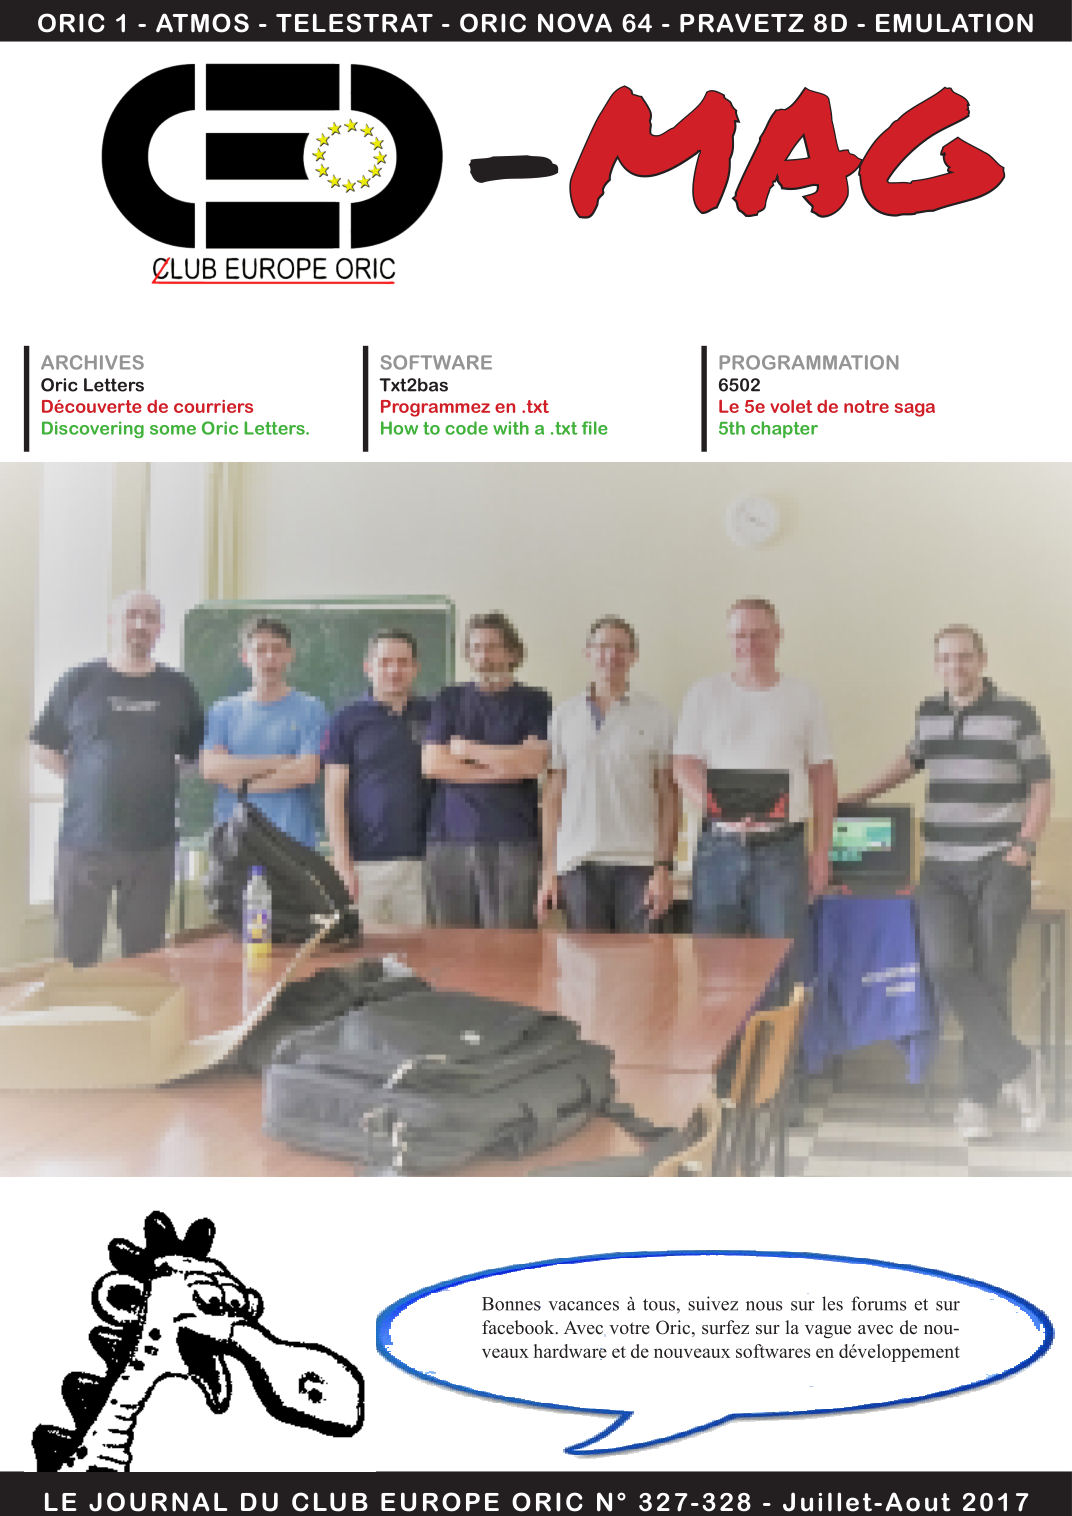 ORIC 1 - ATMOS - TELESTRAT - ORIC NOVA 64 - PRAVETZ 8D - EMULATION
CEO-MAG
CLUB EUROPE ORIC
ARCHIVES
Oric Letters
Découverte de courriers
Discovering some Oric Letters.
SOFTWARE
Txt2bas
Programmez en .txt
How to code with a .txt file
PROGRAMMATION
6502
Le 5e volet de notre saga
5th chapter
Bonnes vacances à tous, suivez nous sur les forums et sur
facebook. Avec votre Oric, surfez sur la vague avec de nou-
veaux hardware et de nouveaux softwares en développement
LE JOURNAL DU CLUB EUROPE ORIC N° 327-328 - Juillet-Aout 2017